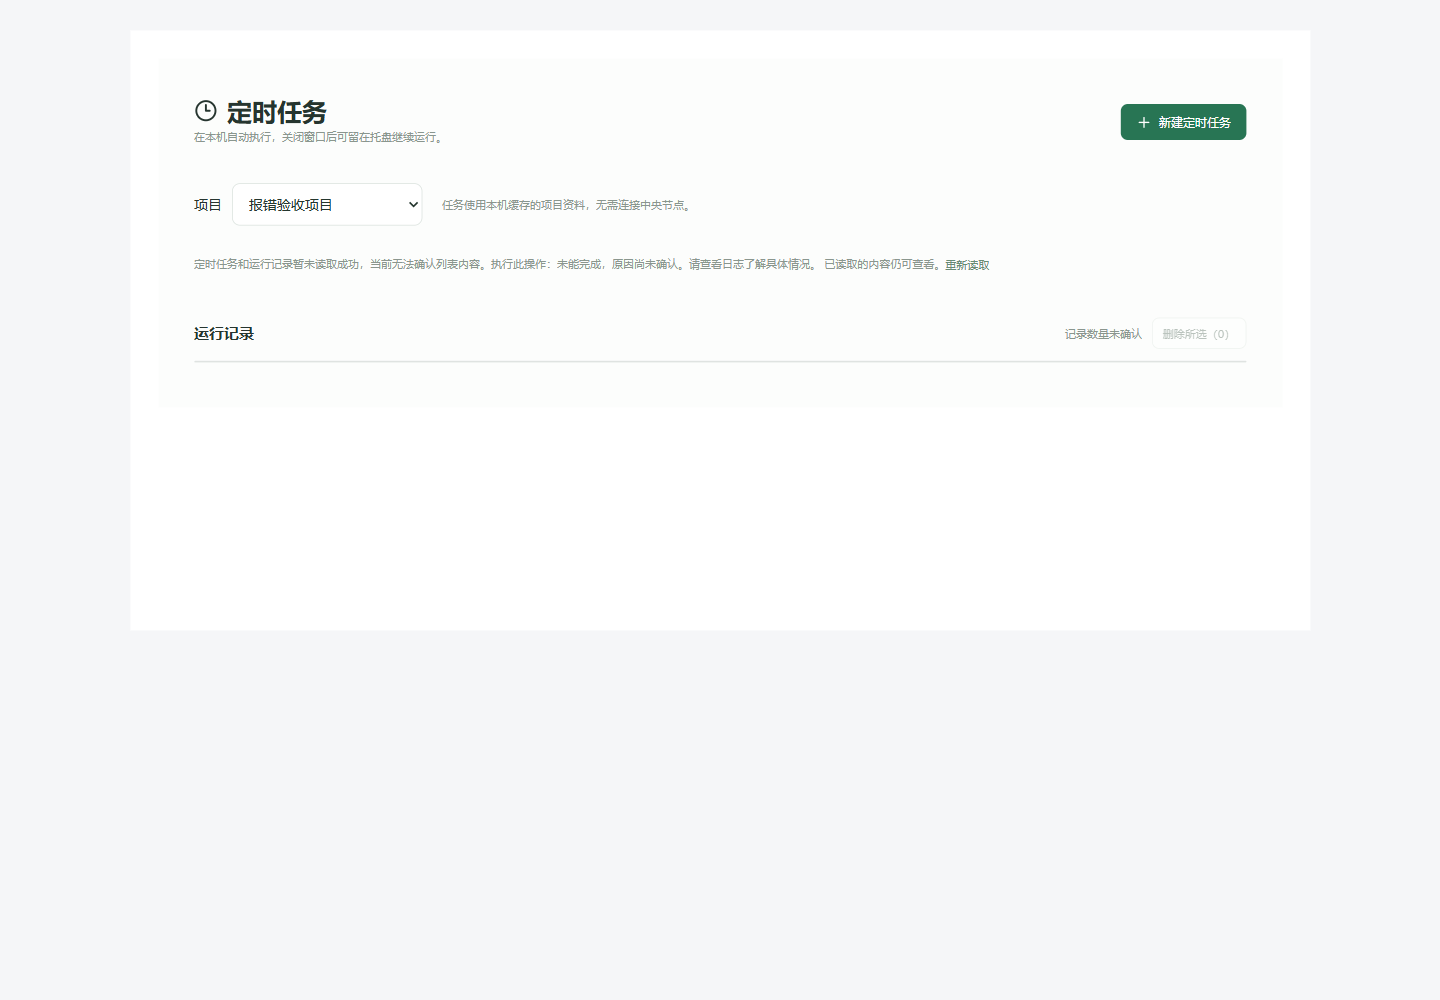 定时任务
在本机自动执行，关闭窗口后可留在托盘继续运行。
新建定时任务
项目 报错验收项目 任务使用本机缓存的项目资料，无需连接中央节点。
定时任务和运行记录暂未读取成功，当前无法确认列表内容。执行此操作：未能完成，原因尚未确认。请查看日志了解具体情况。 已读取的内容仍可查看。重新读取
运行记录 记录数量未确认 删除所选（0）